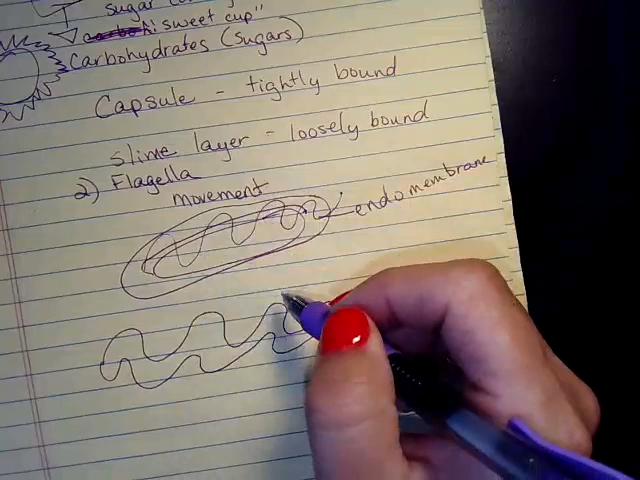 sugar
"sweet cup"
Carbohydrates (sugars)
Capsule - tightly bound
slime layer - loosely bound
2) Flagella
movement
endomembrane